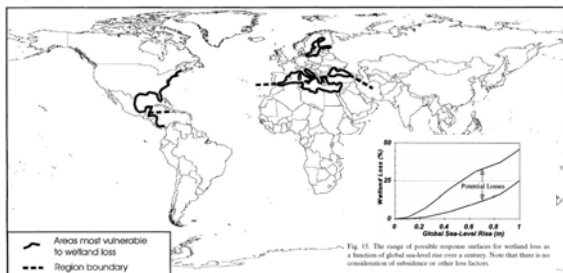 50
25
0
Wetland Loss (%)
Potential Losses
0 0.2 0.4 0.6 0.8 1
Global Sea-Level Rise (m)
Areas most vulnerable
to wetland loss
Region boundary
Fig. 15. The range of possible response surfaces for wetland loss as
a function of global sea-level rise over a century. Note that there is no
consideration of subsidence or other loss factors.